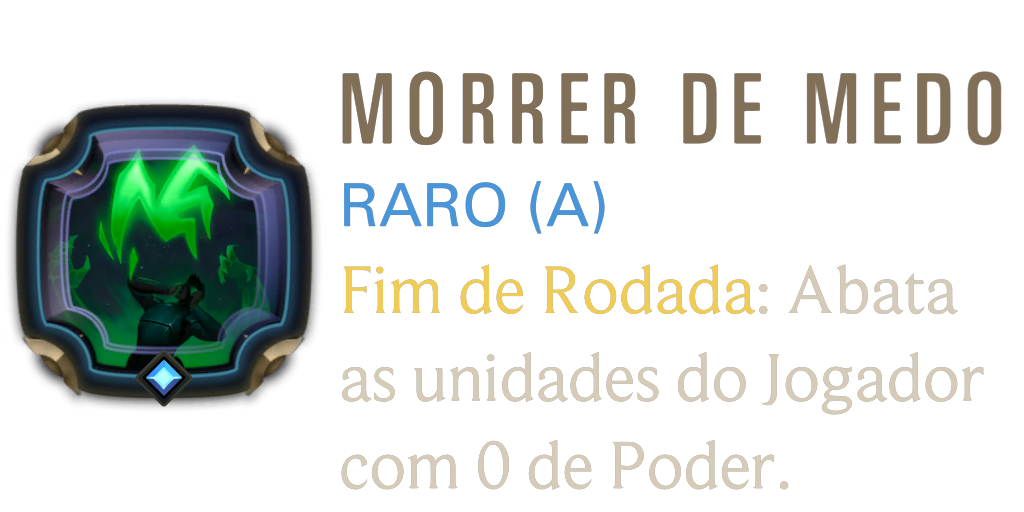 MORRER DE MEDO
RARO (A)
Fim de Rodada: Abata
as unidades do Jogador
com 0 de Poder.